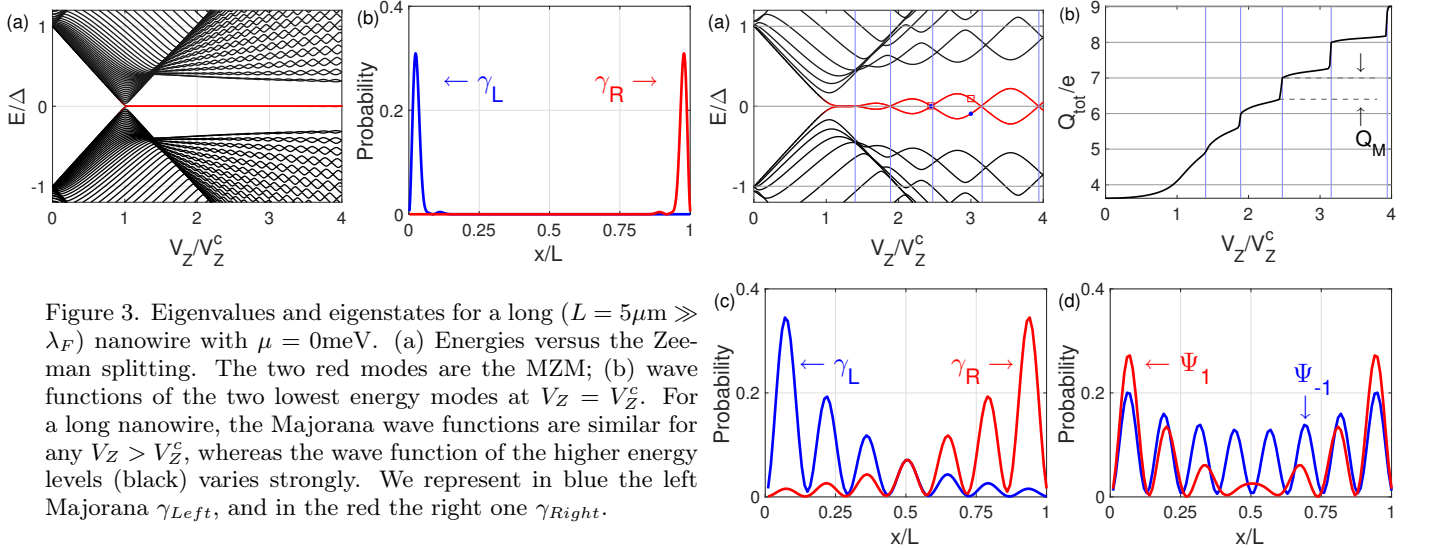 (a)
E/Δ
1
0
-1
0
1
2
3
4
V_Z/V_Z^c
(b)
Probability
0.4
0.2
0
← γ_L
γ_R →
0
0.25
0.5
0.75
1
x/L
(a)
E/Δ
1
0
-1
0
1
2
3
4
V_Z/V_Z^c
(b)
Q_tot/e
9
8
7
6
5
4
↓
↑
Q_M
0
1
2
3
4
V_Z/V_Z^c
Figure 3. Eigenvalues and eigenstates for a long (L = 5μm ≫
λ_F) nanowire with μ = 0meV. (a) Energies versus the Zee-
man splitting. The two red modes are the MZM; (b) wave
functions of the two lowest energy modes at V_Z = V_Z^c. For
a long nanowire, the Majorana wave functions are similar for
any V_Z > V_Z^c, whereas the wave function of the higher energy
levels (black) varies strongly. We represent in blue the left
Majorana γ_Left, and in the red the right one γ_Right.
(c)
Probability
0.4
0.2
0
← γ_L
γ_R →
0
0.25
0.5
0.75
1
x/L
(d)
Probability
0.4
0.2
0
← Ψ_1
Ψ_-1
↓
0
0.25
0.5
0.75
1
x/L